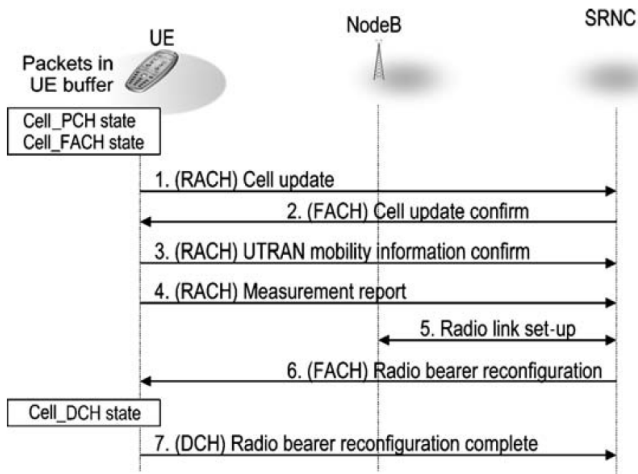 UE
NodeB
SRNC
Packets in
UE buffer
Cell_PCH state
Cell_FACH state
1. (RACH) Cell update
2. (FACH) Cell update confirm
3. (RACH) UTRAN mobility information confirm
4. (RACH) Measurement report
5. Radio link set-up
6. (FACH) Radio bearer reconfiguration
Cell_DCH state
7. (DCH) Radio bearer reconfiguration complete